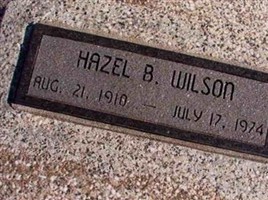 HAZEL B. WILSON
AUG. 21, 1910 — JULY 17, 1974